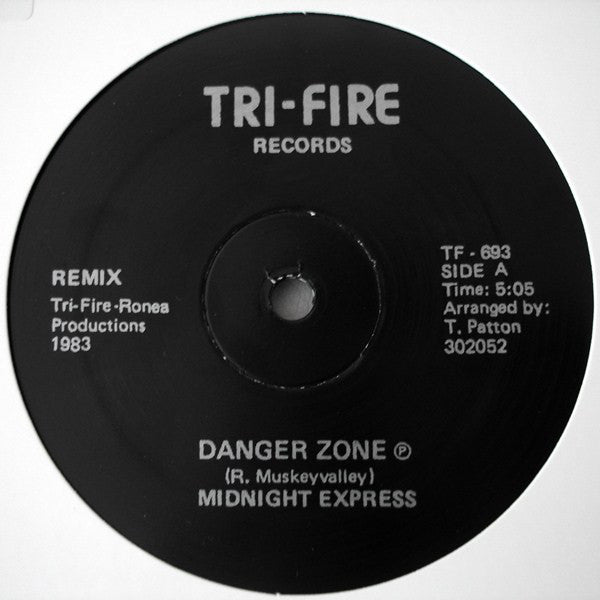 TRI-FIRE
RECORDS
REMIX
Tri-Fire-Ronea
Productions
1983
TF - 693
SIDE A
Time: 5:05
Arranged by:
T. Patton
302052
DANGER ZONE ℗
(R. Muskeyvalley)
MIDNIGHT EXPRESS